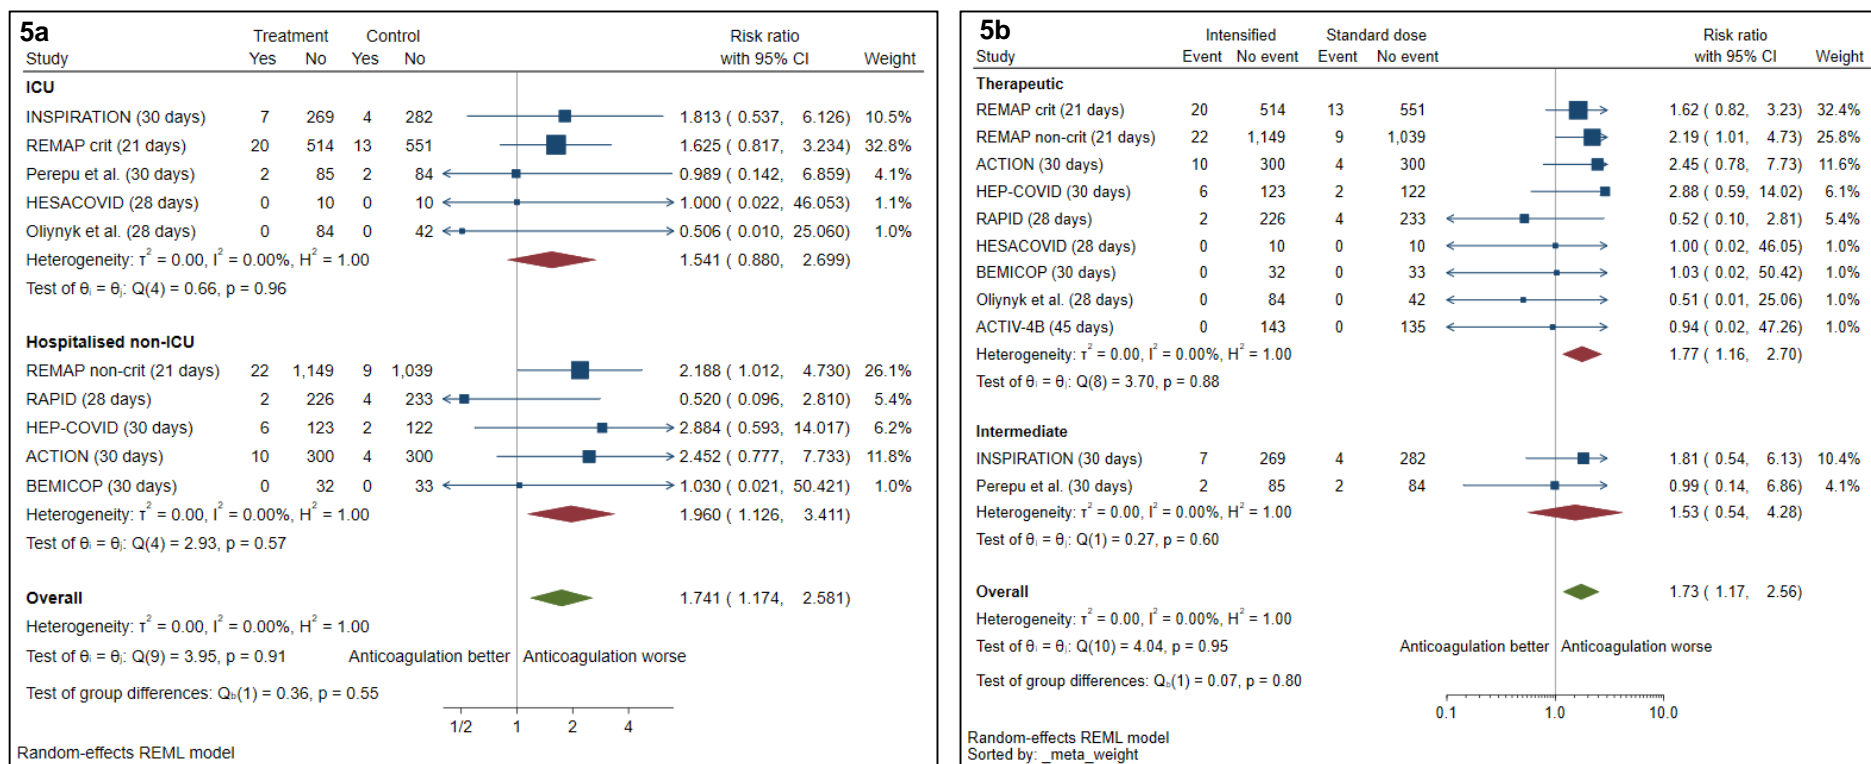 5a
Treatment Control Risk ratio
Study Yes No Yes No with 95% CI Weight
ICU
INSPIRATION (30 days) 7 269 4 282 1.813 ( 0.537, 6.126) 10.5%
REMAP crit (21 days) 20 514 13 551 1.625 ( 0.817, 3.234) 32.8%
Perepu et al. (30 days) 2 85 2 84 0.989 ( 0.142, 6.859) 4.1%
HESACOVID (28 days) 0 10 0 10 1.000 ( 0.022, 46.053) 1.1%
Oliynyk et al. (28 days) 0 84 0 42 0.506 ( 0.010, 25.060) 1.0%
Heterogeneity: τ² = 0.00, I² = 0.00%, H² = 1.00 1.541 ( 0.880, 2.699)
Test of θᵢ = θⱼ: Q(4) = 0.66, p = 0.96
Hospitalised non-ICU
REMAP non-crit (21 days) 22 1,149 9 1,039 2.188 ( 1.012, 4.730) 26.1%
RAPID (28 days) 2 226 4 233 0.520 ( 0.096, 2.810) 5.4%
HEP-COVID (30 days) 6 123 2 122 2.884 ( 0.593, 14.017) 6.2%
ACTION (30 days) 10 300 4 300 2.452 ( 0.777, 7.733) 11.8%
BEMICOP (30 days) 0 32 0 33 1.030 ( 0.021, 50.421) 1.0%
Heterogeneity: τ² = 0.00, I² = 0.00%, H² = 1.00 1.960 ( 1.126, 3.411)
Test of θᵢ = θⱼ: Q(4) = 2.93, p = 0.57
Overall 1.741 ( 1.174, 2.581)
Heterogeneity: τ² = 0.00, I² = 0.00%, H² = 1.00
Test of θᵢ = θⱼ: Q(9) = 3.95, p = 0.91 Anticoagulation better Anticoagulation worse
Test of group differences: Q_b(1) = 0.36, p = 0.55
1/2 1 2 4
Random-effects REML model
5b
Intensified Standard dose Risk ratio
Study Event No event Event No event with 95% CI Weight
Therapeutic
REMAP crit (21 days) 20 514 13 551 1.62 ( 0.82, 3.23) 32.4%
REMAP non-crit (21 days) 22 1,149 9 1,039 2.19 ( 1.01, 4.73) 25.8%
ACTION (30 days) 10 300 4 300 2.45 ( 0.78, 7.73) 11.6%
HEP-COVID (30 days) 6 123 2 122 2.88 ( 0.59, 14.02) 6.1%
RAPID (28 days) 2 226 4 233 0.52 ( 0.10, 2.81) 5.4%
HESACOVID (28 days) 0 10 0 10 1.00 ( 0.02, 46.05) 1.0%
BEMICOP (30 days) 0 32 0 33 1.03 ( 0.02, 50.42) 1.0%
Oliynyk et al. (28 days) 0 84 0 42 0.51 ( 0.01, 25.06) 1.0%
ACTIV-4B (45 days) 0 143 0 135 0.94 ( 0.02, 47.26) 1.0%
Heterogeneity: τ² = 0.00, I² = 0.00%, H² = 1.00 1.77 ( 1.16, 2.70)
Test of θᵢ = θⱼ: Q(8) = 3.70, p = 0.88
Intermediate
INSPIRATION (30 days) 7 269 4 282 1.81 ( 0.54, 6.13) 10.4%
Perepu et al. (30 days) 2 85 2 84 0.99 ( 0.14, 6.86) 4.1%
Heterogeneity: τ² = 0.00, I² = 0.00%, H² = 1.00 1.53 ( 0.54, 4.28)
Test of θᵢ = θⱼ: Q(1) = 0.27, p = 0.60
Overall 1.73 ( 1.17, 2.56)
Heterogeneity: τ² = 0.00, I² = 0.00%, H² = 1.00
Test of θᵢ = θⱼ: Q(10) = 4.04, p = 0.95 Anticoagulation better Anticoagulation worse
Test of group differences: Q_b(1) = 0.07, p = 0.80
0.1 1.0 10.0
Random-effects REML model
Sorted by: _meta_weight